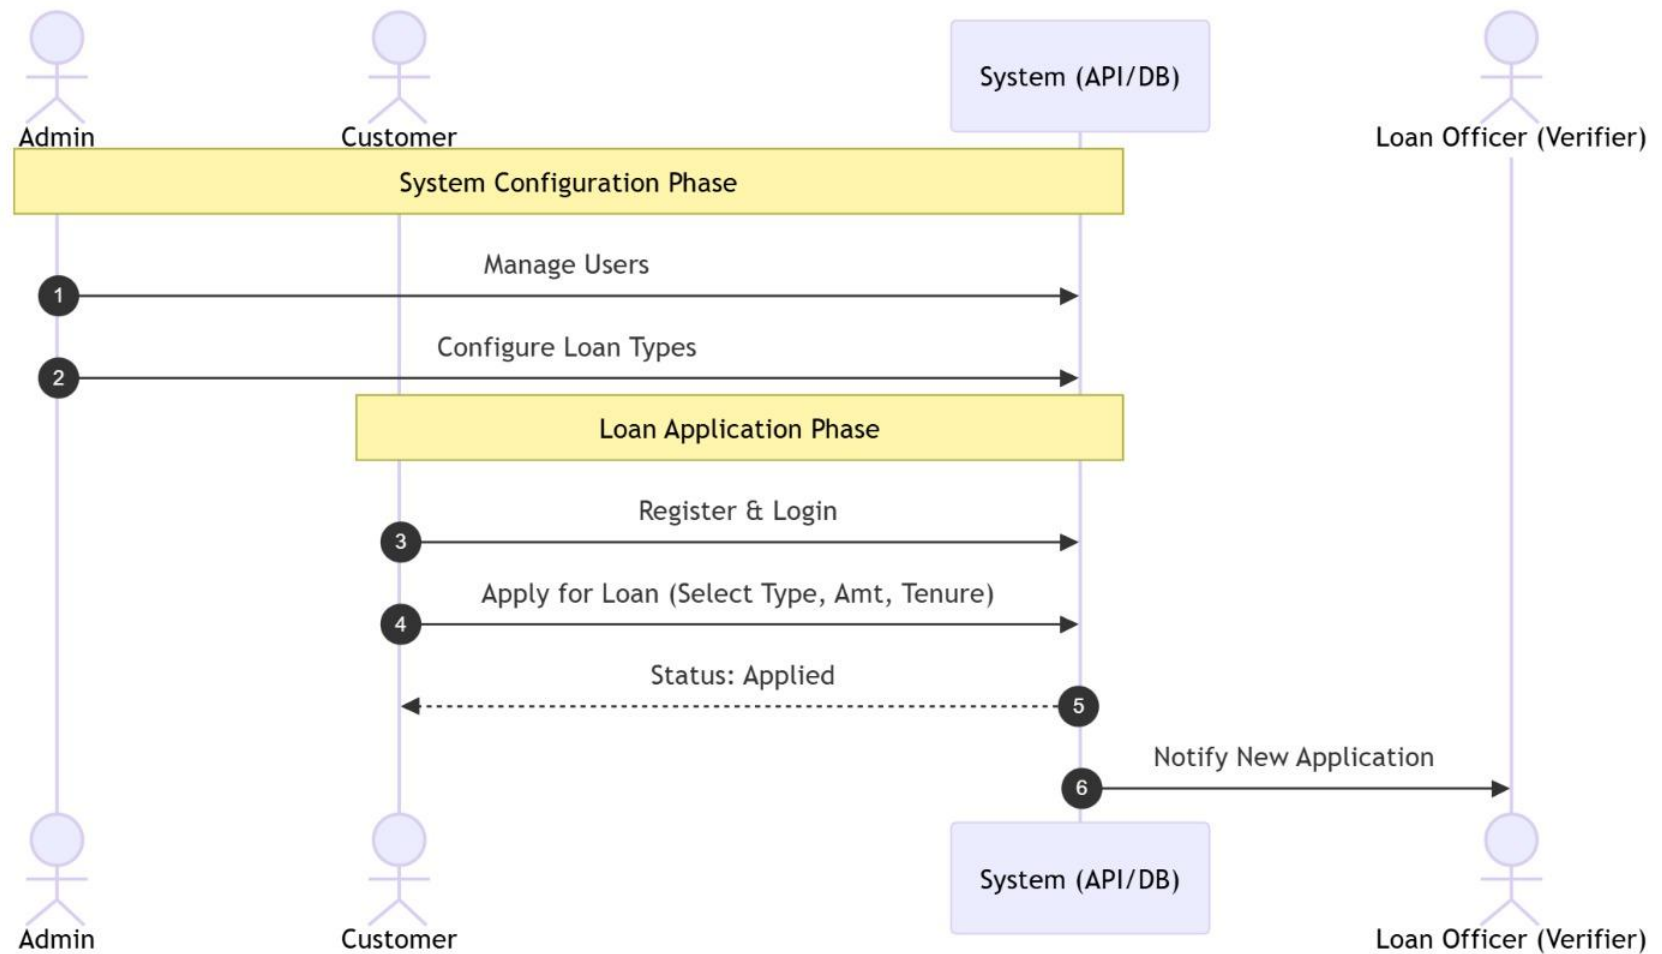 Admin
Customer
System (API/DB)
Loan Officer (Verifier)
System Configuration Phase
Manage Users
1
Configure Loan Types
2
Loan Application Phase
Register & Login
3
Apply for Loan (Select Type, Amt, Tenure)
4
Status: Applied
5
Notify New Application
6
Admin
Customer
System (API/DB)
Loan Officer (Verifier)